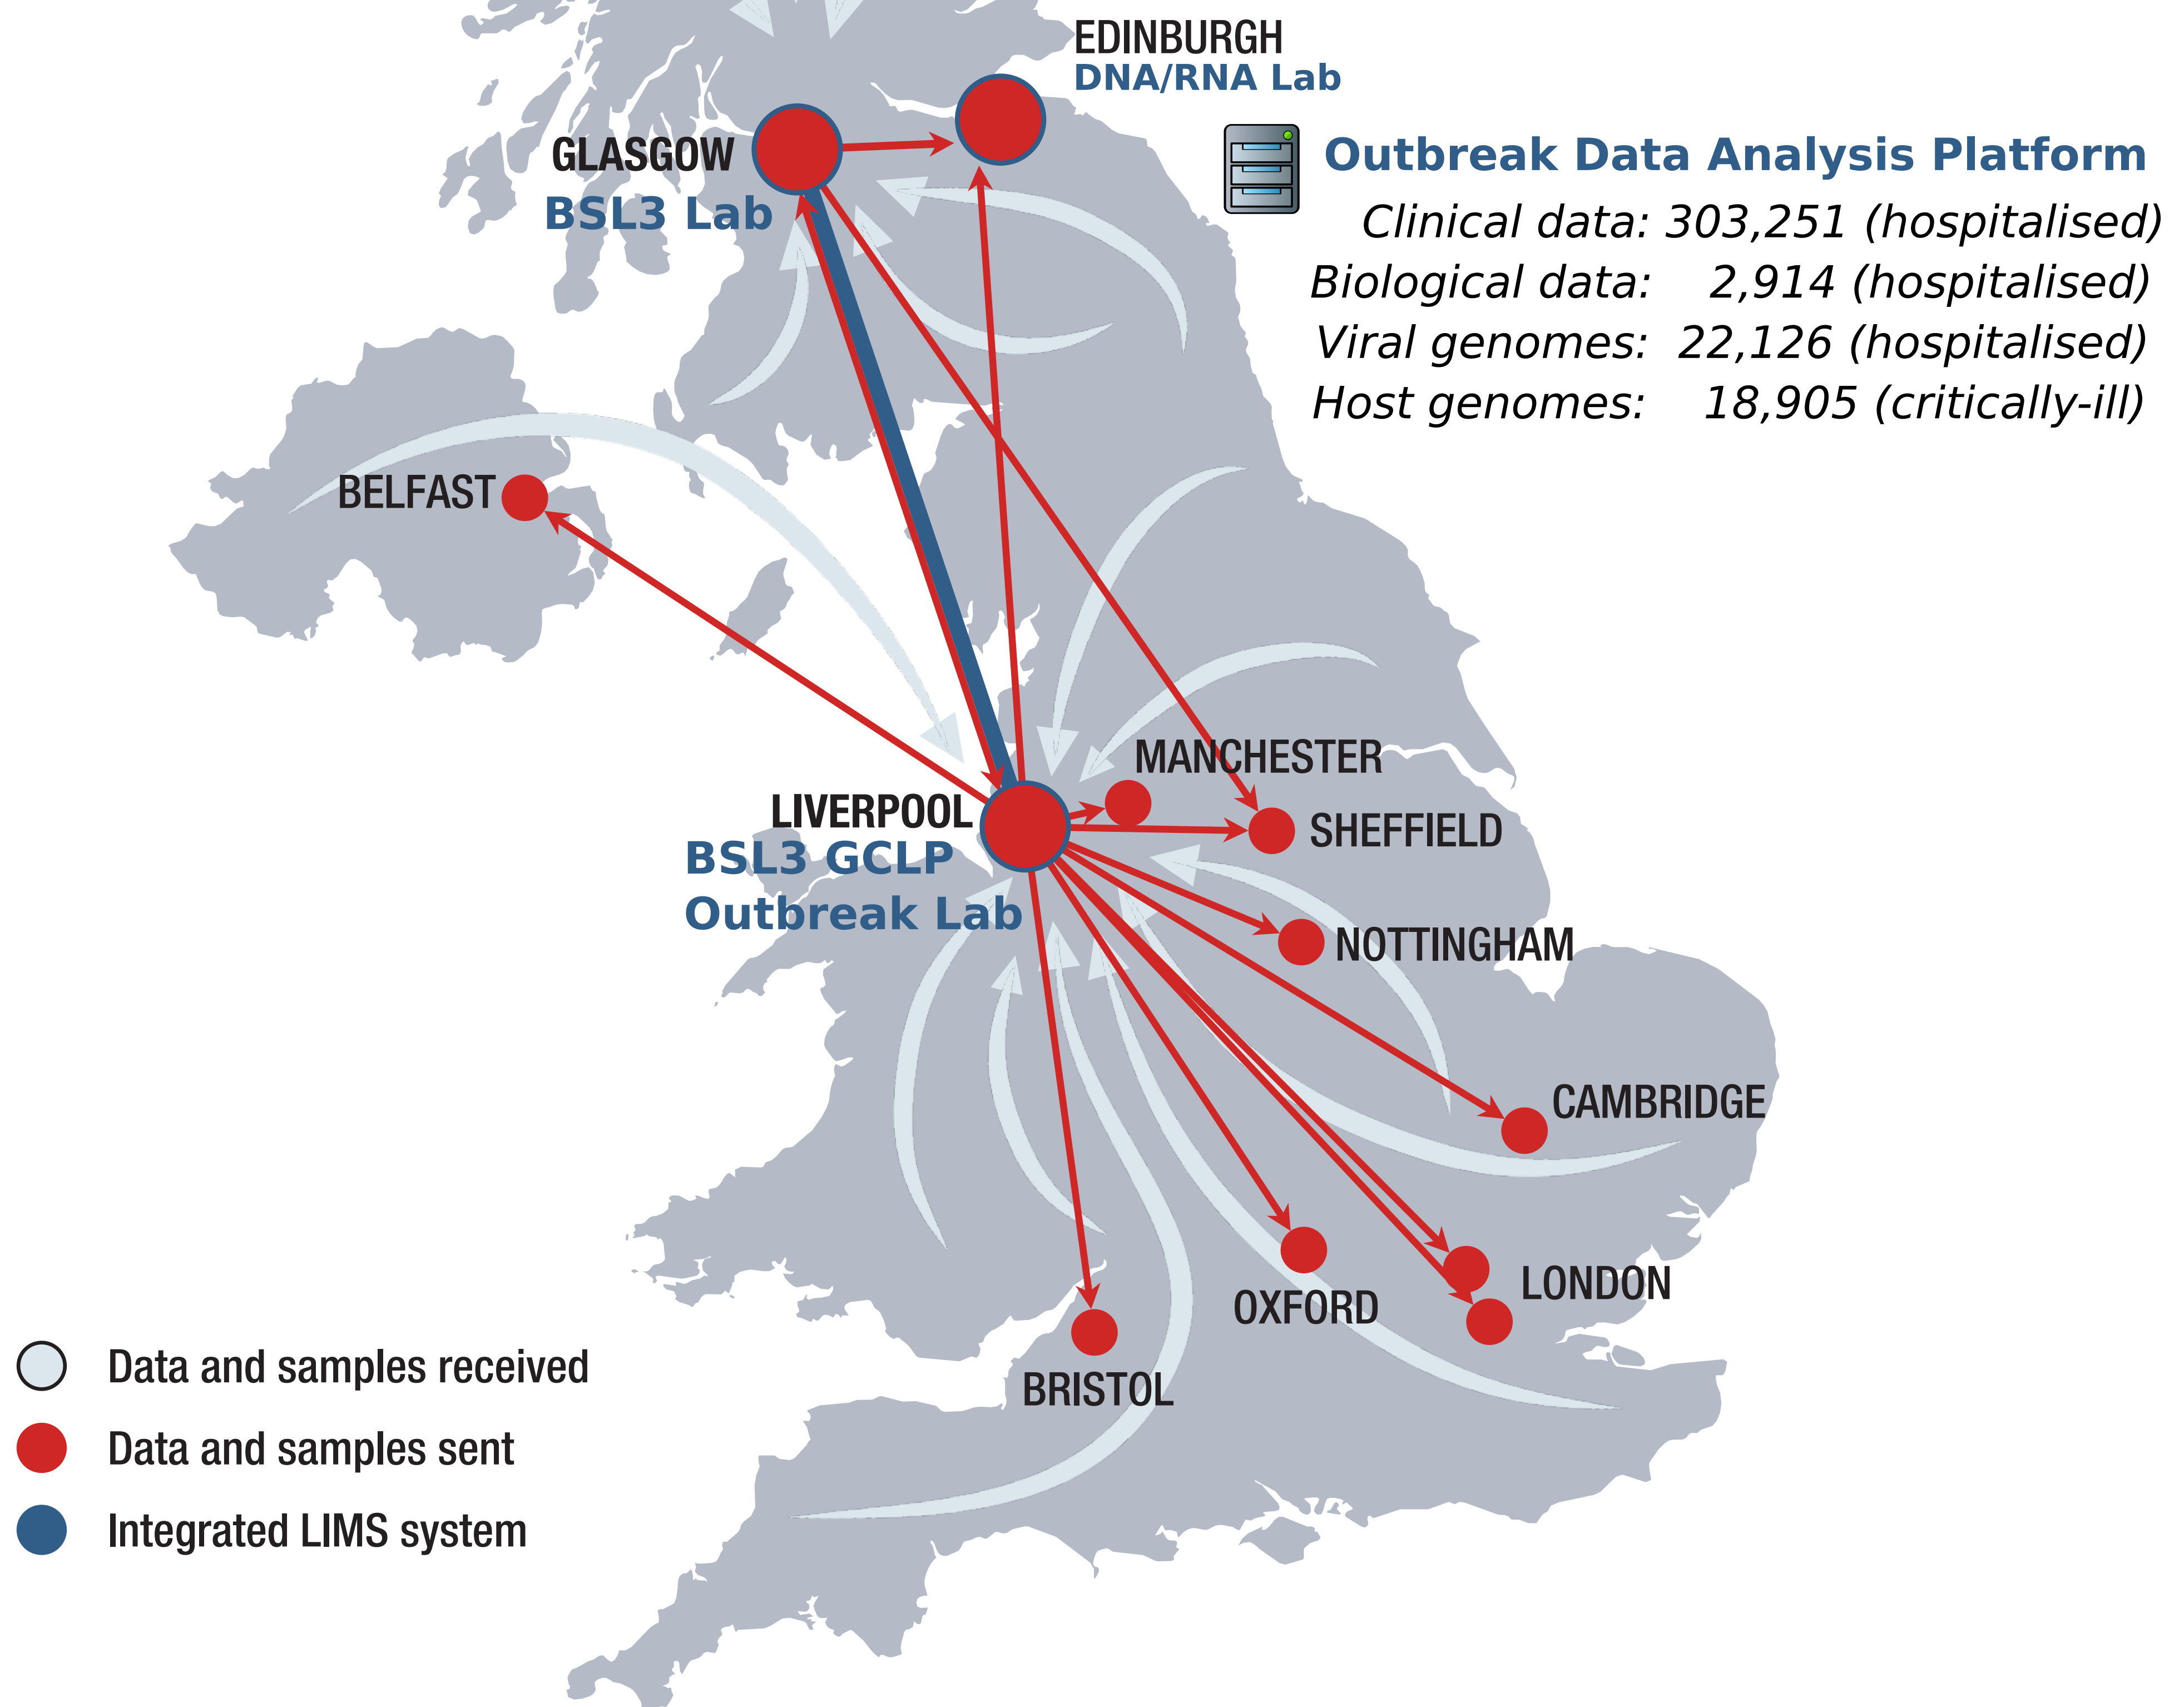 EDINBURGH
DNA/RNA Lab
GLASGOW
BSL3 Lab
Outbreak Data Analysis Platform
Clinical data: 303,251 (hospitalised)
Biological data: 2,914 (hospitalised)
Viral genomes: 22,126 (hospitalised)
Host genomes: 18,905 (critically-ill)
BELFAST
MANCHESTER
LIVERPOOL
BSL3 GCLP
Outbreak Lab
SHEFFIELD
NOTTINGHAM
CAMBRIDGE
LONDON
OXFORD
BRISTOL
Data and samples received
Data and samples sent
Integrated LIMS system